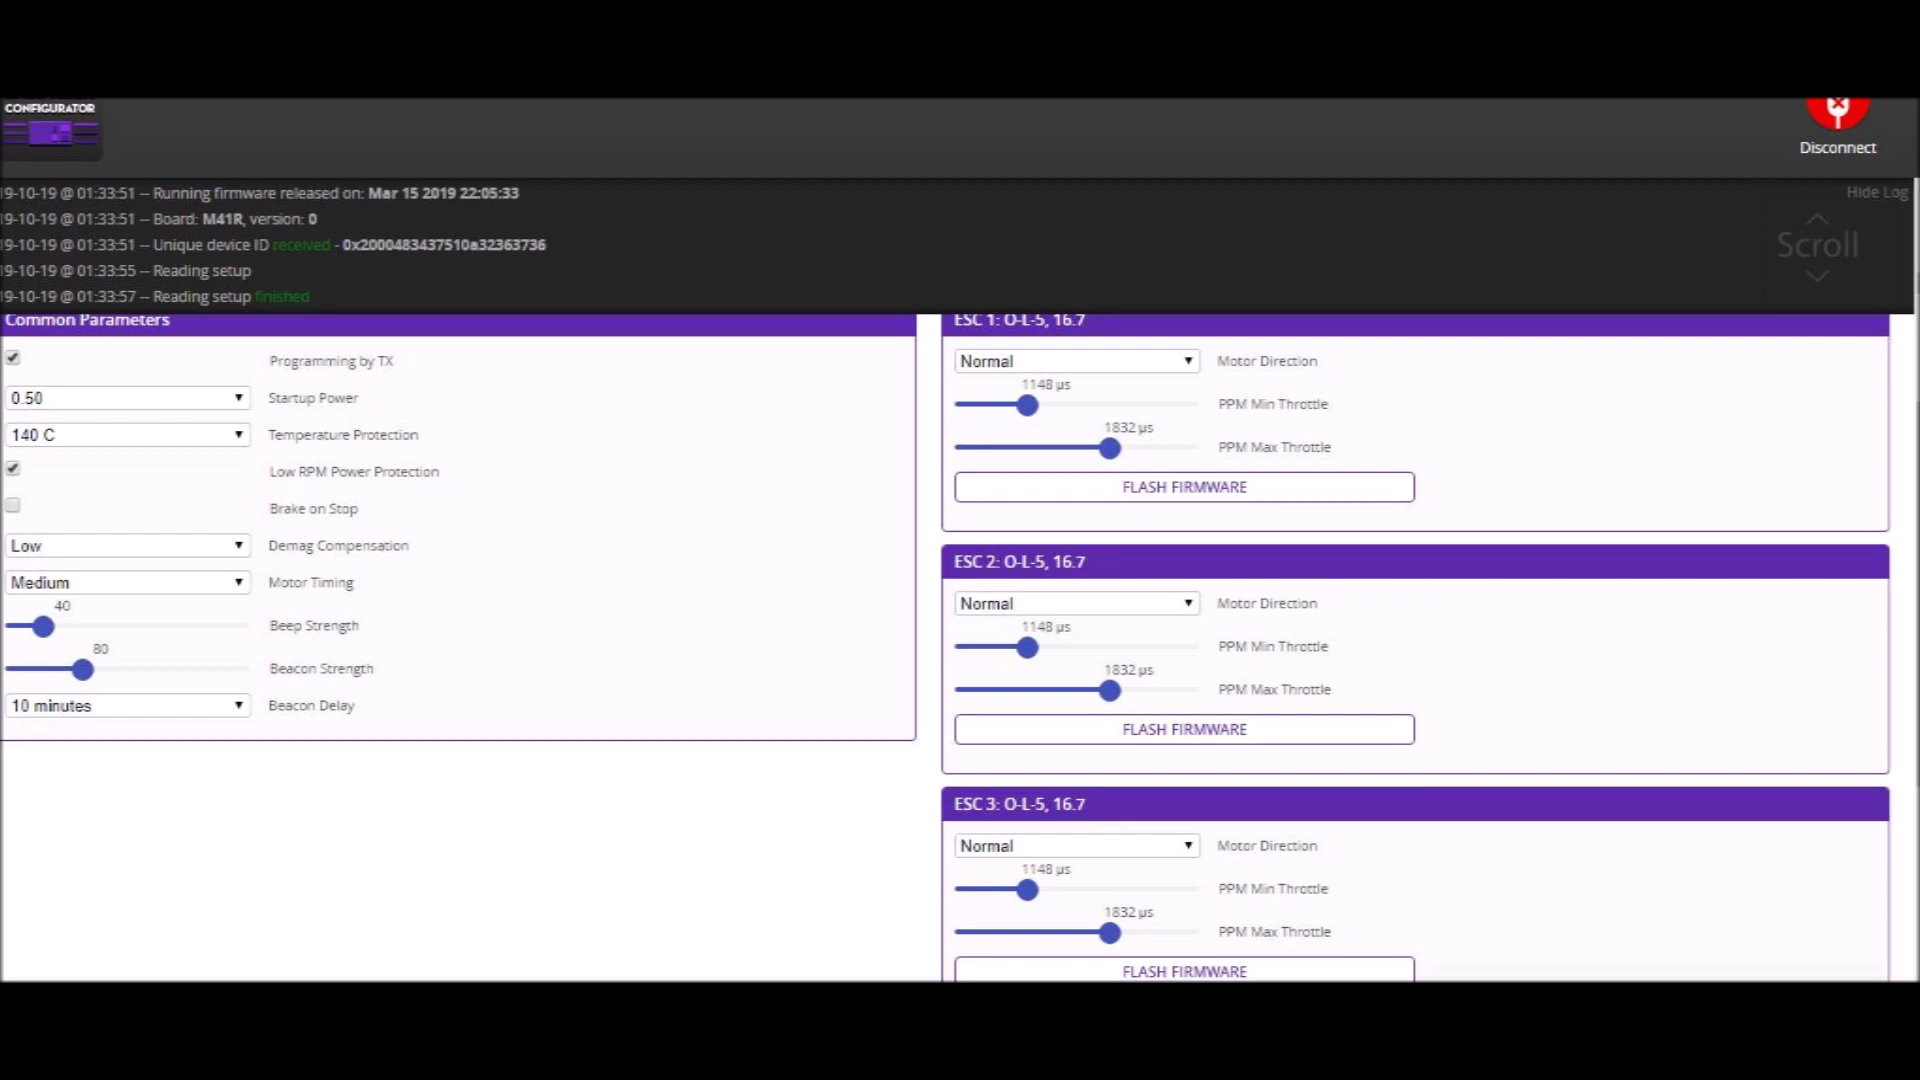 CONFIGURATOR
Disconnect
19-10-19 @ 01:33:51 -- Running firmware released on: Mar 15 2019 22:05:33
19-10-19 @ 01:33:51 -- Board: M41R, version: 0
19-10-19 @ 01:33:51 -- Unique device ID received - 0x2000483437510a32363736
19-10-19 @ 01:33:55 -- Reading setup
19-10-19 @ 01:33:57 -- Reading setup finished
Hide Log
Scroll
Common Parameters
Programming by TX
0.50 Startup Power
140 C Temperature Protection
Low RPM Power Protection
Brake on Stop
Low Demag Compensation
Medium Motor Timing
40
Beep Strength
80
Beacon Strength
10 minutes Beacon Delay
ESC 1: O-L-5, 16.7
Normal Motor Direction
1148 µs
PPM Min Throttle
1832 µs
PPM Max Throttle
FLASH FIRMWARE
ESC 2: O-L-5, 16.7
Normal Motor Direction
1148 µs
PPM Min Throttle
1832 µs
PPM Max Throttle
FLASH FIRMWARE
ESC 3: O-L-5, 16.7
Normal Motor Direction
1148 µs
PPM Min Throttle
1832 µs
PPM Max Throttle
FLASH FIRMWARE